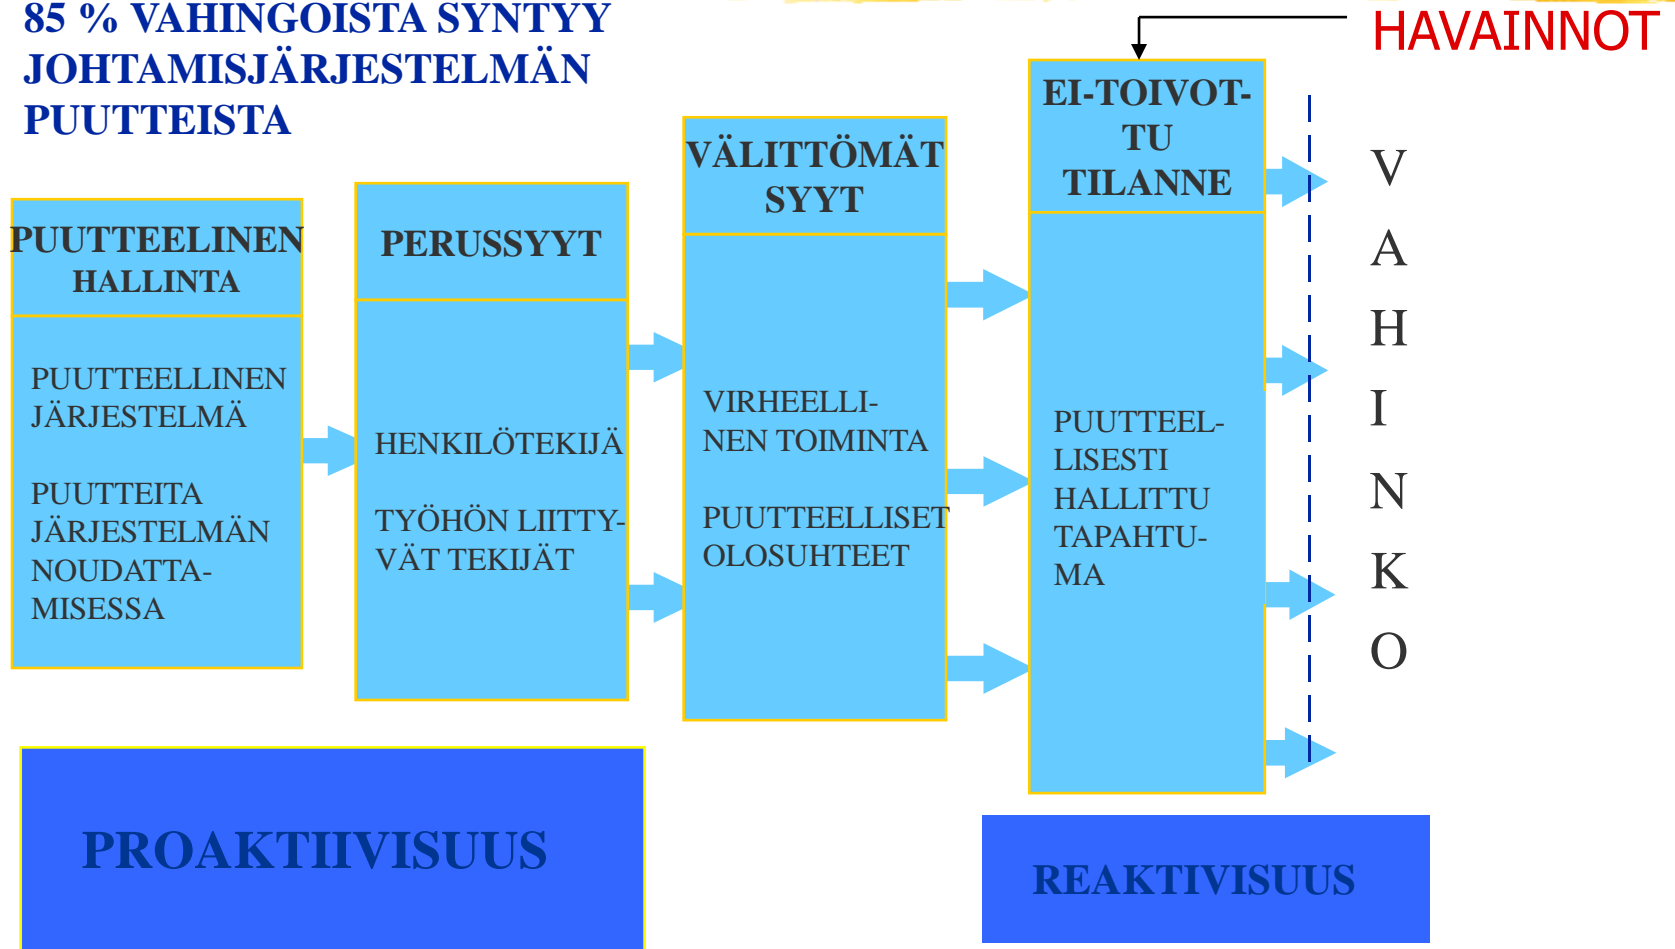 85 % VAHINGOISTA SYNTYY
JOHTAMISJÄRJESTELMÄN
PUUTTEISTA
HAVAINNOT
PUUTTEELINEN
HALLINTA
PUUTTEELLINEN
JÄRJESTELMÄ
PUUTTEITA
JÄRJESTELMÄN
NOUDATTA-
MISESSA
PERUSSYYT
HENKILÖTEKIJÄ
TYÖHÖN LIITTY-
VÄT TEKIJÄT
VÄLITTÖMÄT
SYYT
VIRHEELLI-
NEN TOIMINTA
PUUTTEELLISET
OLOSUHTEET
EI-TOIVOT-
TU
TILANNE
PUUTTEEL-
LISESTI
HALLITTU
TAPAHTU-
MA
V
A
H
I
N
K
O
PROAKTIIVISUUS
REAKTIVISUUS